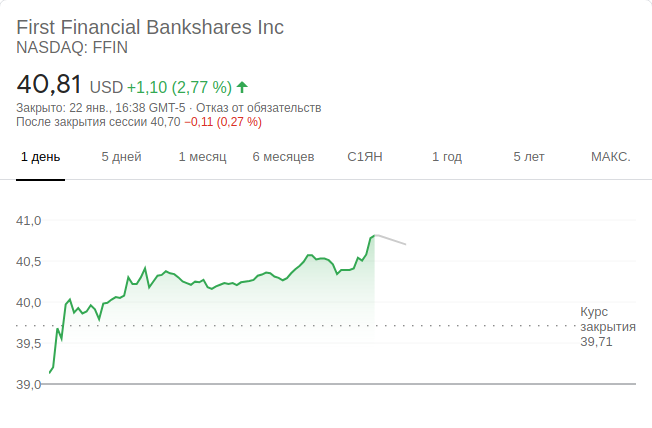 First Financial Bankshares Inc
NASDAQ: FFIN
40,81 USD +1,10 (2,77 %)
Закрыто: 22 янв., 16:38 GMT-5 · Отказ от обязательств
После закрытия сессии 40,70 −0,11 (0,27 %)
1 день 5 дней 1 месяц 6 месяцев С1ЯН 1 год 5 лет МАКС.
41,0
40,5
40,0
39,5
39,0
Курс
закрытия
39,71